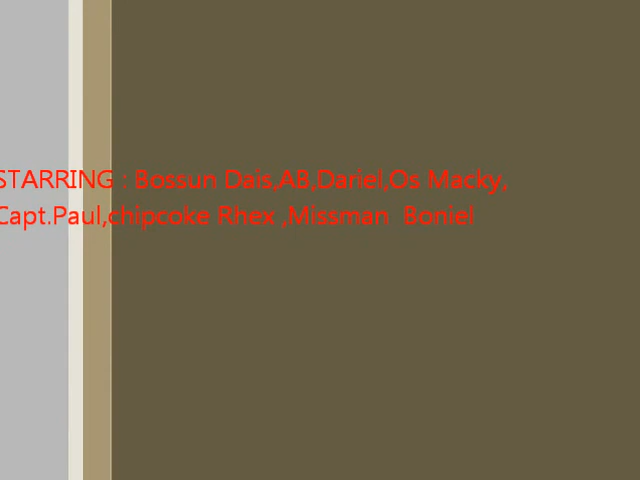 STARRING : Bossun Dais,AB,Dariel,Os Macky,
Capt.Paul,chipcoke Rhex ,Missman  Boniel